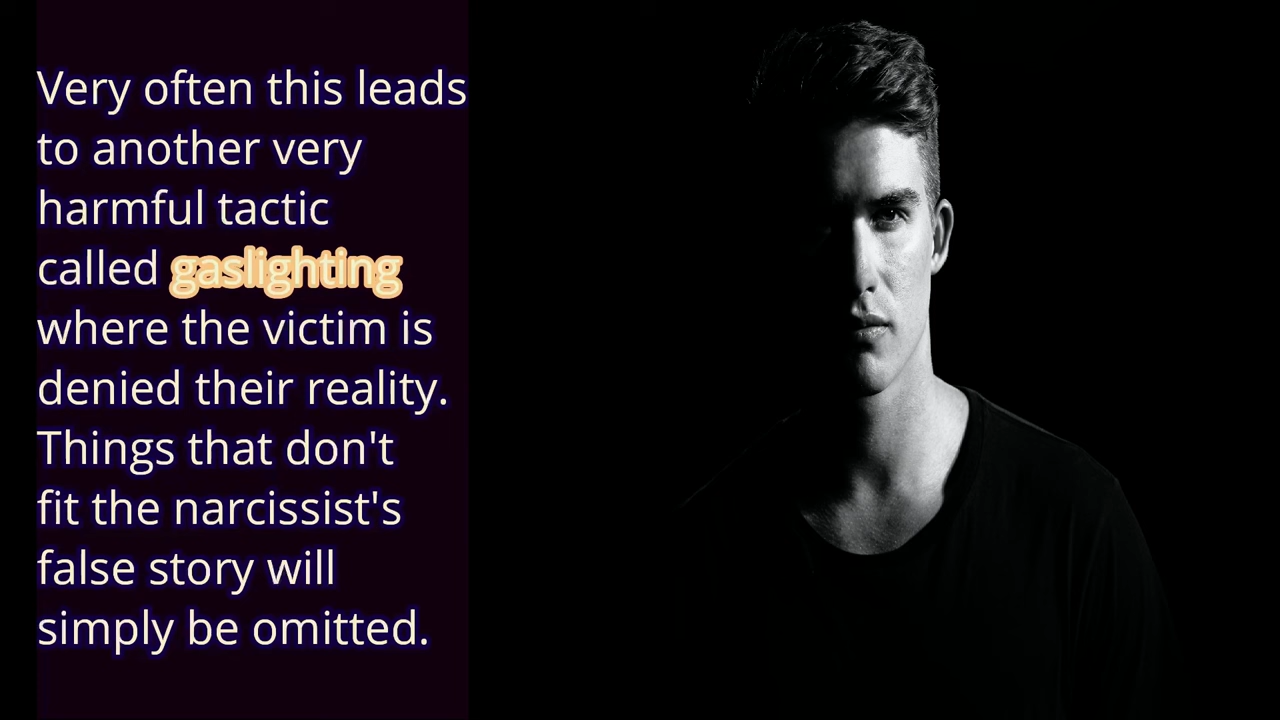 Very often this leads
to another very
harmful tactic
called gaslighting
where the victim is
denied their reality.
Things that don't
fit the narcissist's
false story will
simply be omitted.